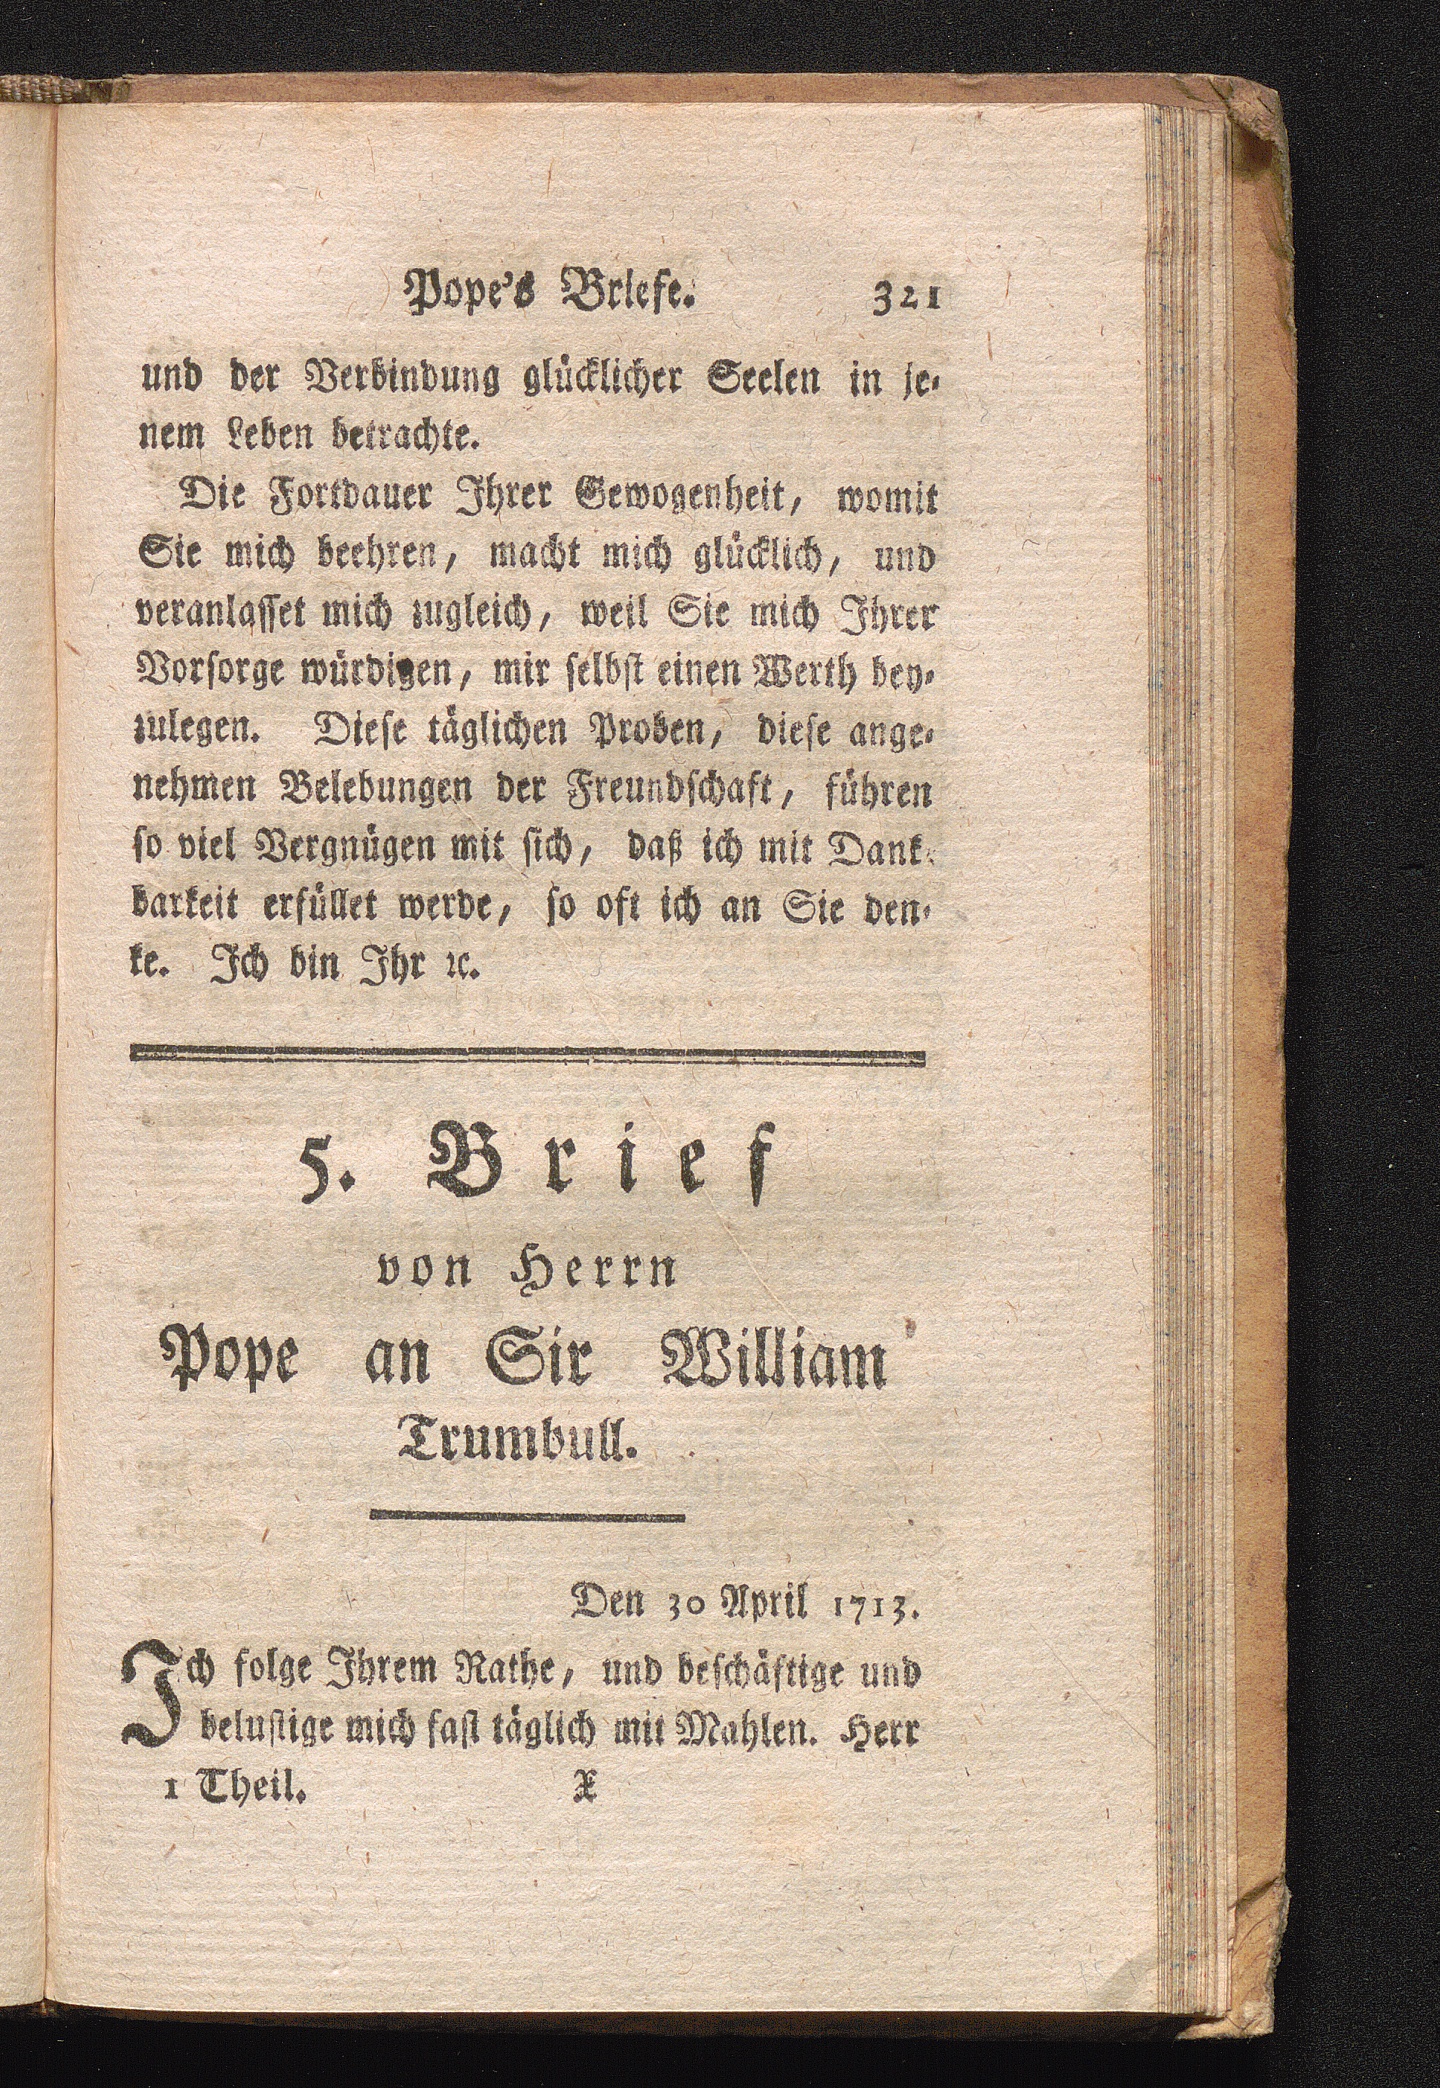 Pope's Briefe. 321
und der Verbindung glücklicher Seelen in je-
nem Leben betrachte.
Die Fortdauer Ihrer Gewogenheit, womit
Sie mich beehren, macht mich glücklich, und
veranlasset mich zugleich, weil Sie mich Ihrer
Vorsorge würdigen, mir selbst einen Werth bey-
zulegen. Diese täglichen Proben, diese ange-
nehmen Belebungen der Freundschaft, führen
so viel Vergnügen mit sich, daß ich mit Dank-
barkeit erfüllet werde, so oft ich an Sie den-
ke. Ich bin Ihr ꝛc.
5. Brief
von Herrn
Pope an Sir William
Trumbull.
Den 30 April 1713.
Ich folge Ihrem Rathe, und beschäftige und
belustige mich fast täglich mit Mahlen. Herr
1 Theil. X